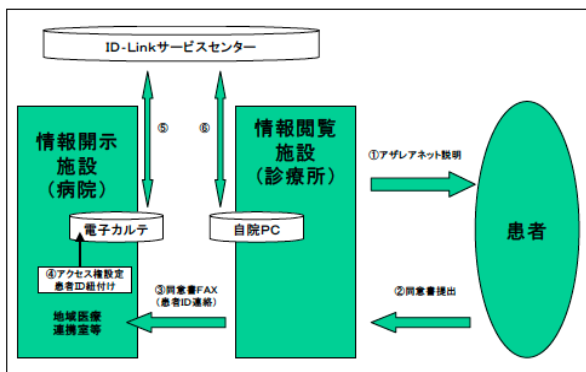 ID-Linkサービスセンター
情報開示
施設
(病院)
⑤
⑥
情報閲覧
施設
(診療所)
①アザレアネット説明
患者
電子カルテ
自院PC
④アクセス権設定
患者ID紐付け
③同意書FAX
(患者ID連絡)
②同意書提出
地域医療
連携室等